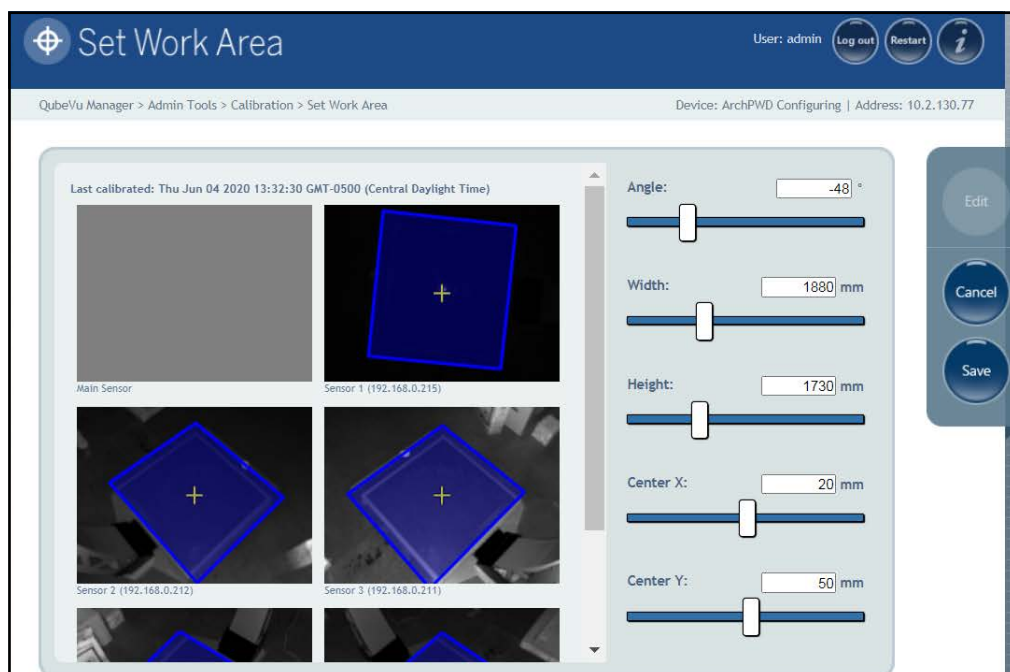 Set Work Area
User: admin
Log out
Restart
i
QubeVu Manager > Admin Tools > Calibration > Set Work Area
Device: ArchPWD Configuring | Address: 10.2.130.77
Last calibrated: Thu Jun 04 2020 13:32:30 GMT-0500 (Central Daylight Time)
Main Sensor
Sensor 1 (192.168.0.215)
Sensor 2 (192.168.0.212)
Sensor 3 (192.168.0.211)
Angle: -48 °
Width: 1880 mm
Height: 1730 mm
Center X: 20 mm
Center Y: 50 mm
Edit
Cancel
Save